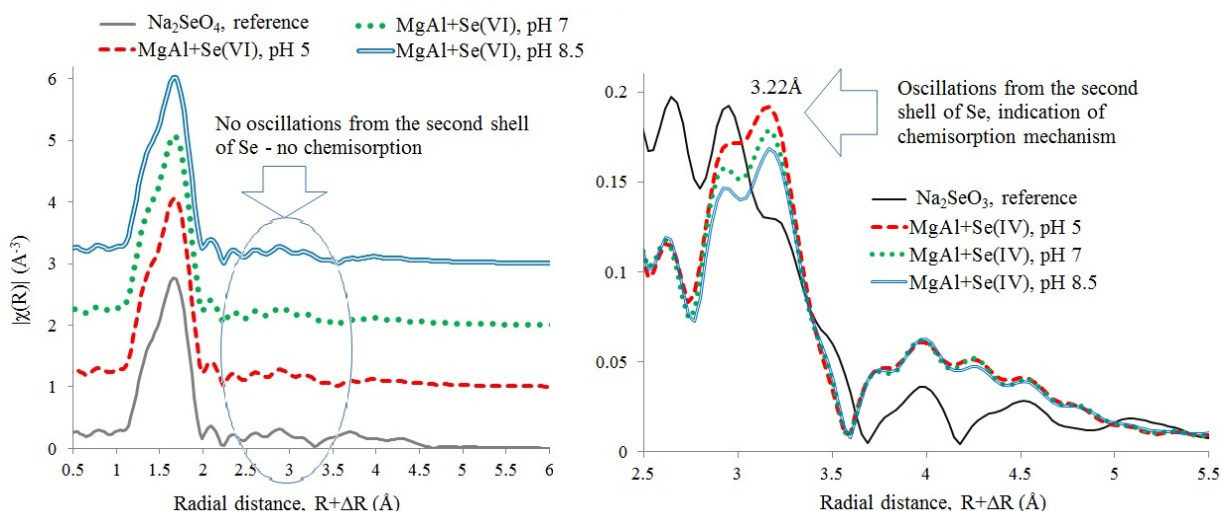 Na₂SeO₄, reference
MgAl+Se(VI), pH 7
MgAl+Se(VI), pH 5
MgAl+Se(VI), pH 8.5
6
5
4
3
2
1
0
|χ(R)| (A⁻³)
No oscillations from the second shell
of Se - no chemisorption
0.5 1 1.5 2 2.5 3 3.5 4 4.5 5 5.5 6
Radial distance, R+ΔR (Å)
0.2
0.15
0.1
0.05
0
3.22Å
Oscillations from the second
shell of Se, indication of
chemisorption mechanism
Na₂SeO₃, reference
MgAl+Se(IV), pH 5
MgAl+Se(IV), pH 7
MgAl+Se(IV), pH 8.5
2.5 3 3.5 4 4.5 5 5.5
Radial distance, R+ΔR (Å)